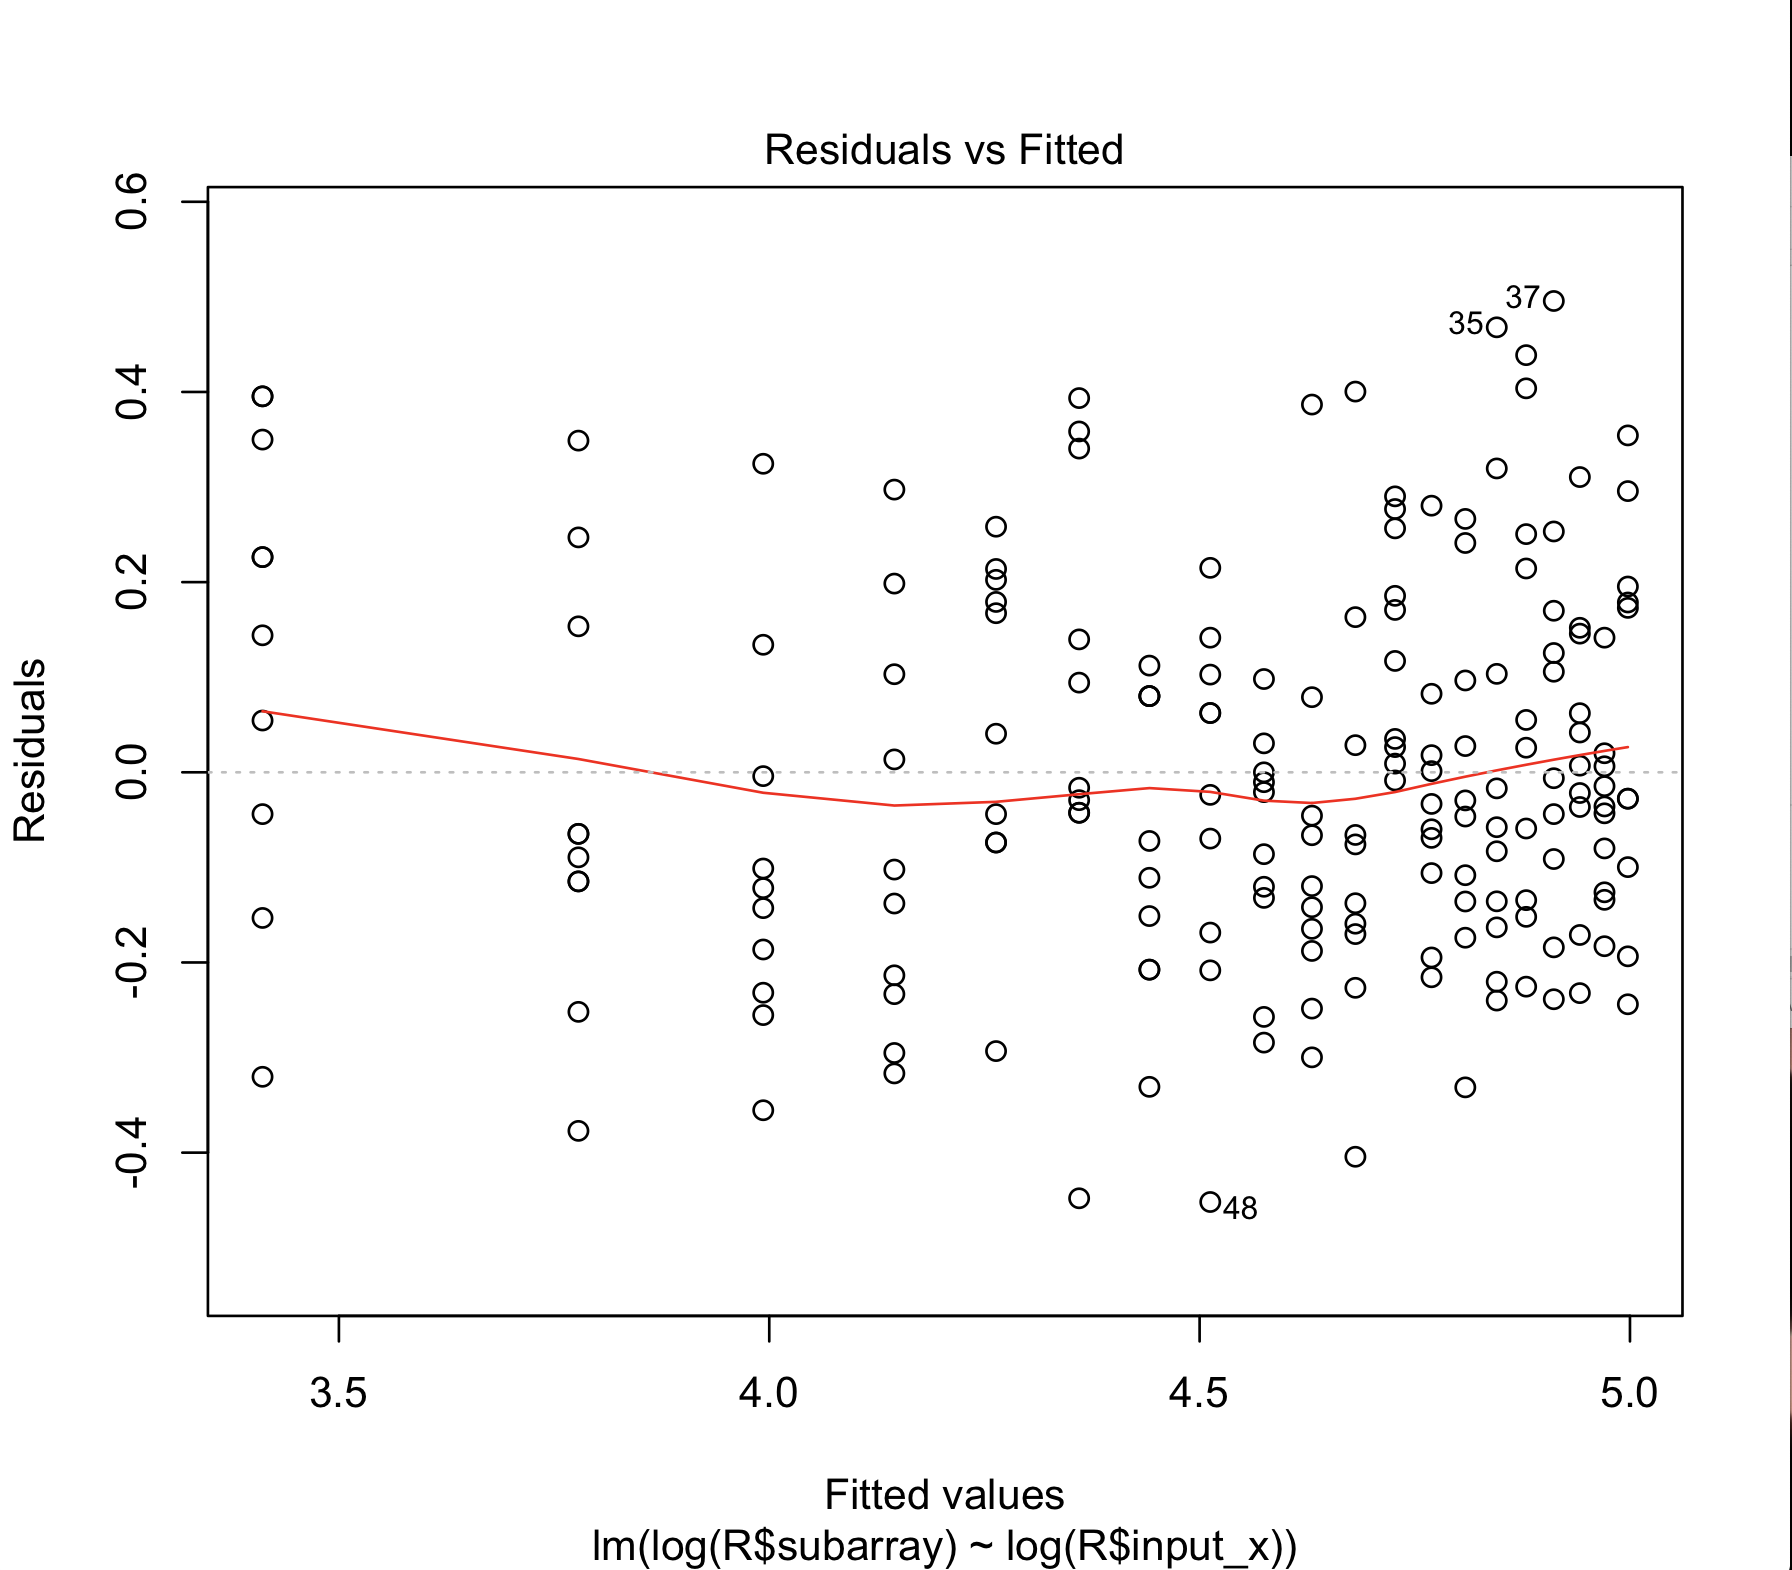 Residuals vs Fitted
0.6
0.4
0.2
0.0
-0.2
-0.4
Residuals
37
35
48
3.5 4.0 4.5 5.0
Fitted values
lm(log(R$subarray) ~ log(R$input_x))